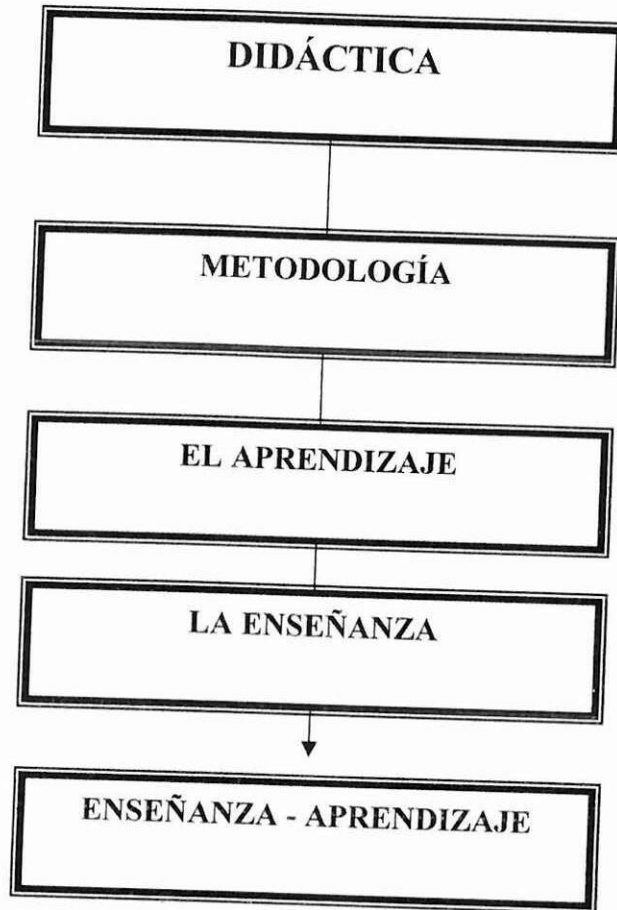 DIDÁCTICA
METODOLOGÍA
EL APRENDIZAJE
LA ENSEÑANZA
ENSEÑANZA - APRENDIZAJE